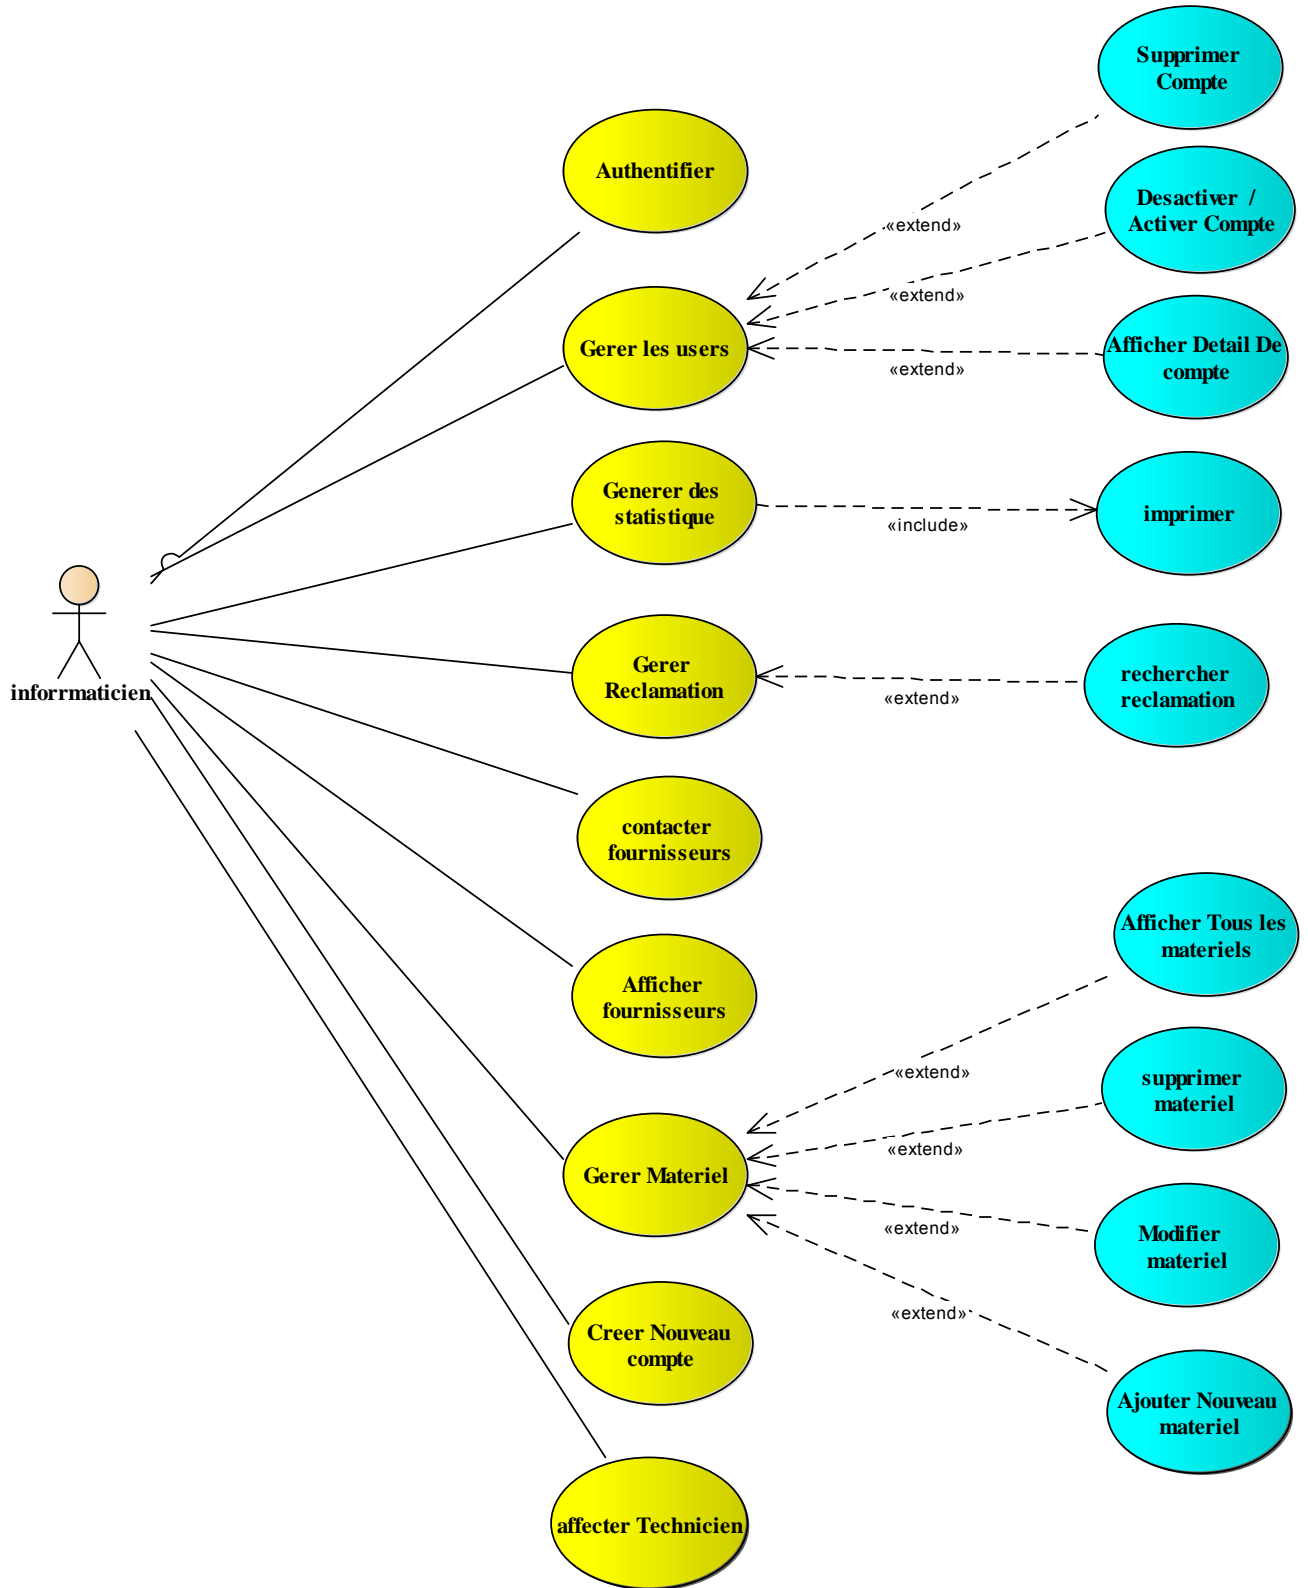 Supprimer
Compte
Authentifier
Desactiver /
Activer Compte
«extend»
«extend»
Gerer les users
Afficher Detail De
compte
«extend»
Generer des
statistique
imprimer
«include»
inforrmaticien
Gerer
Reclamation
rechercher
reclamation
«extend»
contacter
fournisseurs
Afficher Tous les
materiels
Afficher
fournisseurs
«extend»
supprimer
materiel
«extend»
Gerer Materiel
Modifier
materiel
«extend»
«extend»
Creer Nouveau
compte
Ajouter Nouveau
materiel
affecter Technicien